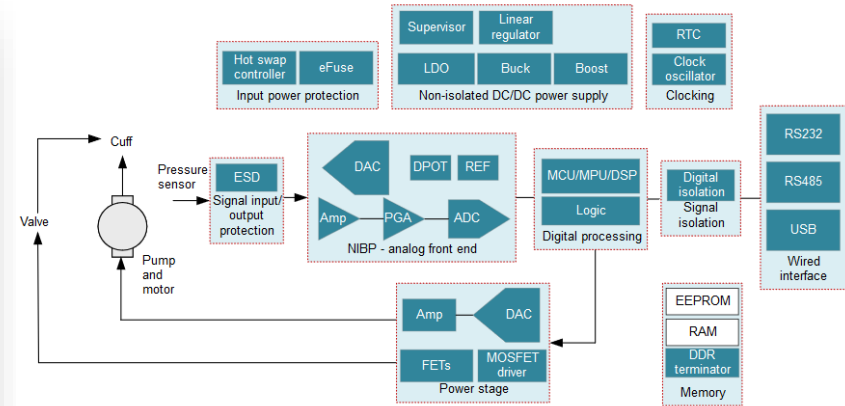 Supervisor
Linear
regulator
RTC
Hot swap
controller
eFuse
LDO
Buck
Boost
Clock
oscillator
Input power protection
Non-isolated DC/DC power supply
Clocking
Cuff
Pressure
sensor
ESD
Signal input/
output
protection
DAC
DPOT
REF
Amp
PGA
ADC
NIBP - analog front end
MCU/MPU/DSP
Logic
Digital processing
Digital
isolation
Signal
isolation
RS232
RS485
USB
Wired
interface
Valve
Pump
and
motor
Amp
DAC
FETs
MOSFET
driver
Power stage
EEPROM
RAM
DDR
terminator
Memory